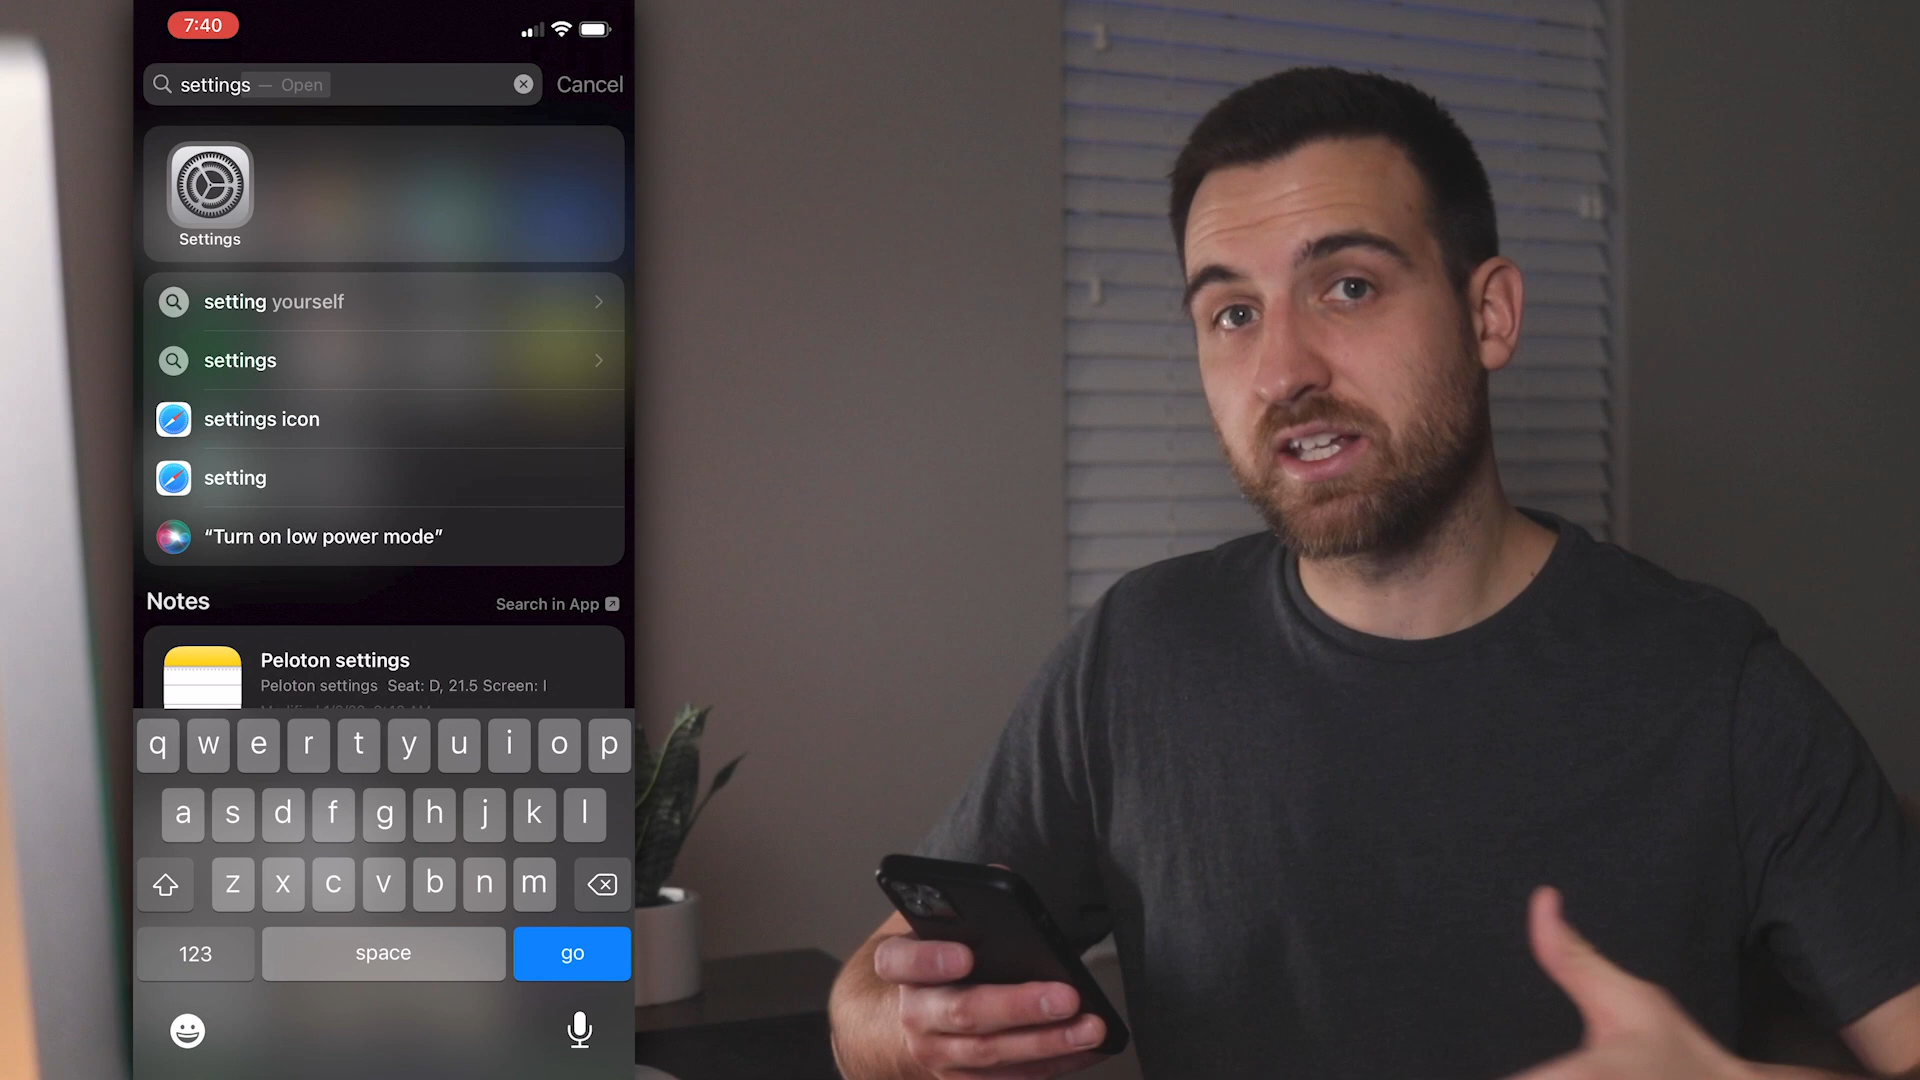 7:40
settings — Open
Cancel
Settings
setting yourself
settings
settings icon
setting
“Turn on low power mode”
Notes
Search in App
Peloton settings
Peloton settings Seat: D, 21.5 Screen: I
q w e r t y u i o p
a s d f g h j k l
z x c v b n m
123
space
go